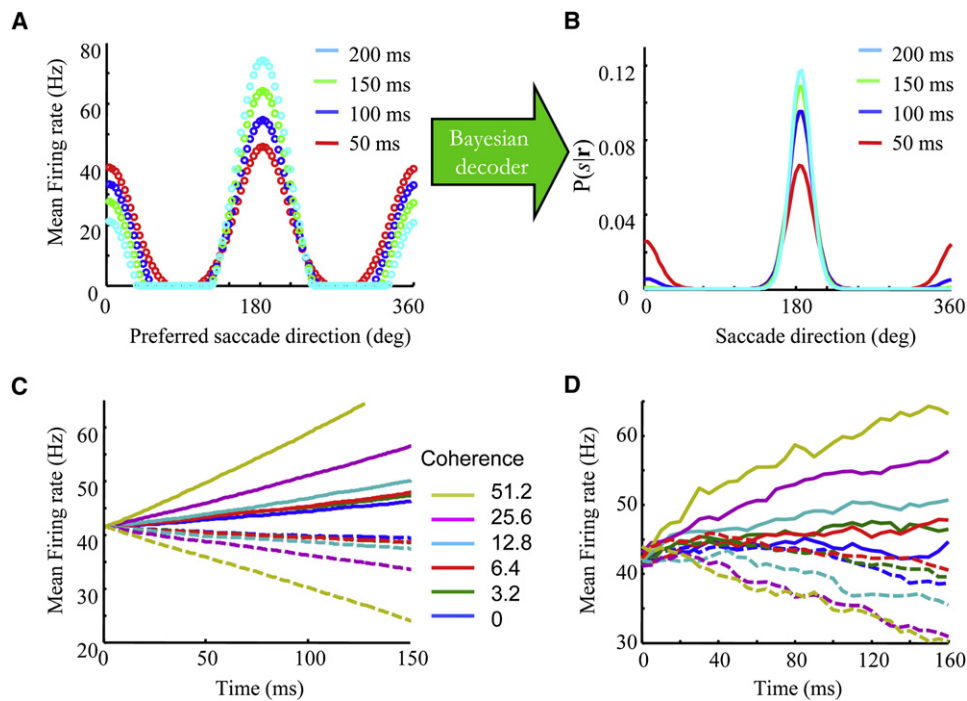 A
Mean Firing rate (Hz)
80
60
40
20
0
0
180
360
Preferred saccade direction (deg)
200 ms
150 ms
100 ms
50 ms
Bayesian
decoder
B
P(s|r)
0.12
0.08
0.04
0
0
180
360
Saccade direction (deg)
200 ms
150 ms
100 ms
50 ms
C
Mean Firing rate (Hz)
60
50
40
30
20
0
50
100
150
Time (ms)
Coherence
51.2
25.6
12.8
6.4
3.2
0
D
Mean Firing rate (Hz)
60
50
40
30
0
40
80
120
160
Time (ms)